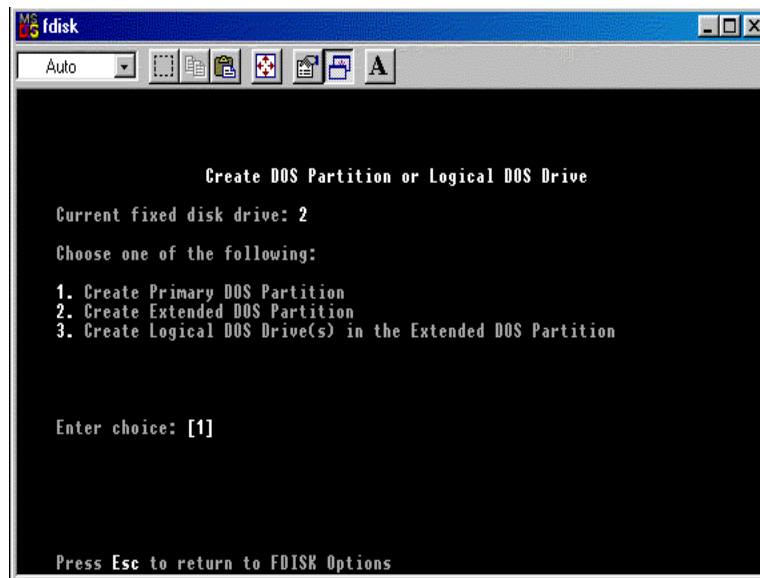 MS DOS fdisk
Auto A
Create DOS Partition or Logical DOS Drive
Current fixed disk drive: 2
Choose one of the following:
1. Create Primary DOS Partition
2. Create Extended DOS Partition
3. Create Logical DOS Drive(s) in the Extended DOS Partition
Enter choice: [1]
Press Esc to return to FDISK Options